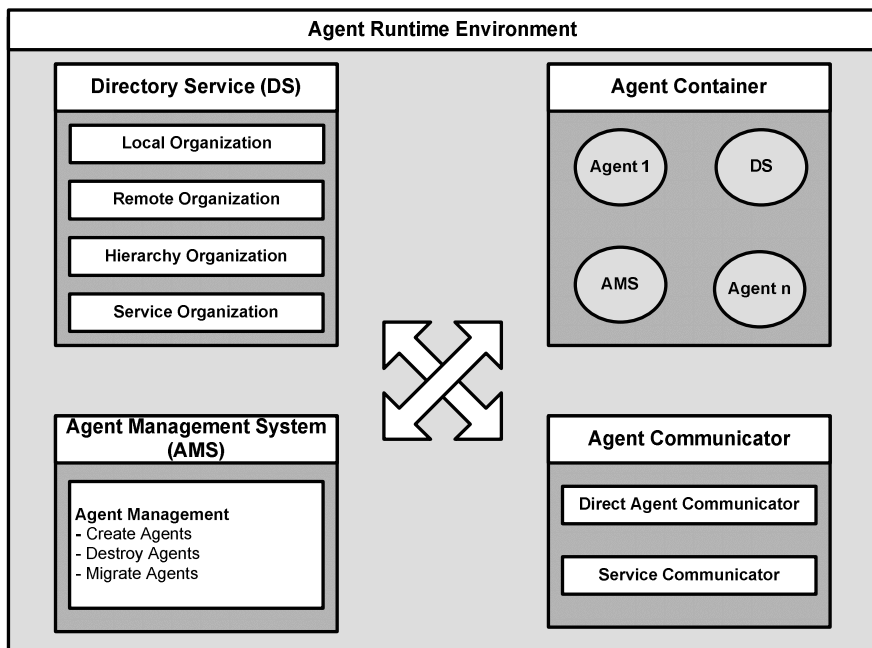 Agent Runtime Environment
Directory Service (DS)
Local Organization
Remote Organization
Hierarchy Organization
Service Organization
Agent Container
Agent 1
DS
AMS
Agent n
Agent Management System
(AMS)
Agent Management
- Create Agents
- Destroy Agents
- Migrate Agents
Agent Communicator
Direct Agent Communicator
Service Communicator